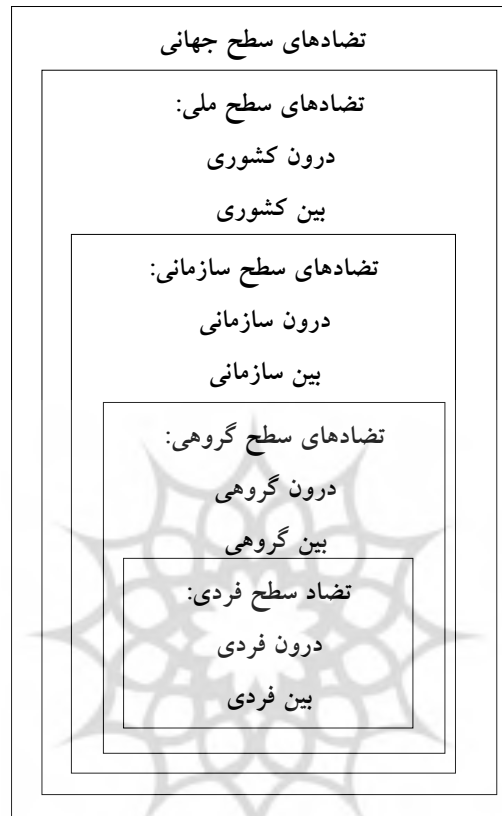 تضادهای سطح جهانی
تضادهای سطح ملی:
درون کشوری
بین کشوری
تضادهای سطح سازمانی:
درون سازمانی
بین سازمانی
تضادهای سطح گروهی:
درون گروهی
بین گروهی
تضاد سطح فردی:
درون فردی
بین فردی